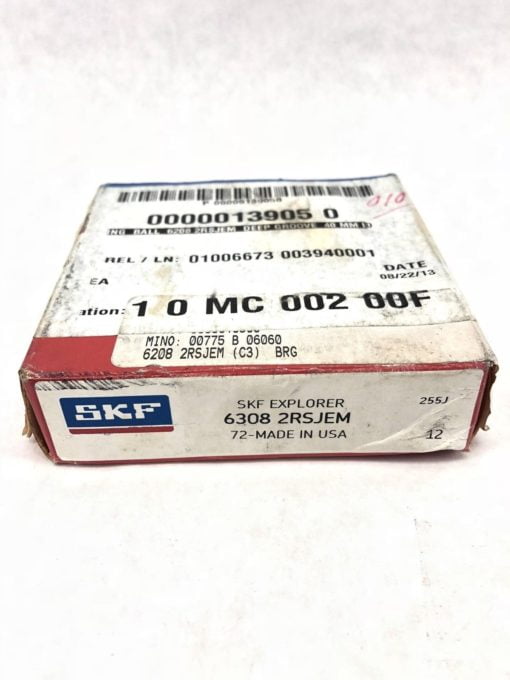 0000013905 0
BALL, 6208 2RSJEM, DEEP GROOVE 40 MM
010
REL / LN: 01006673 003940001
EA
DATE
08/22/13
ation: 1 0 MC 002 00F
MINO: 00775 B 06060
6208 2RSJEM (C3) BRG
SKF
SKF EXPLORER
6308 2RSJEM
72-MADE IN USA
255J
12